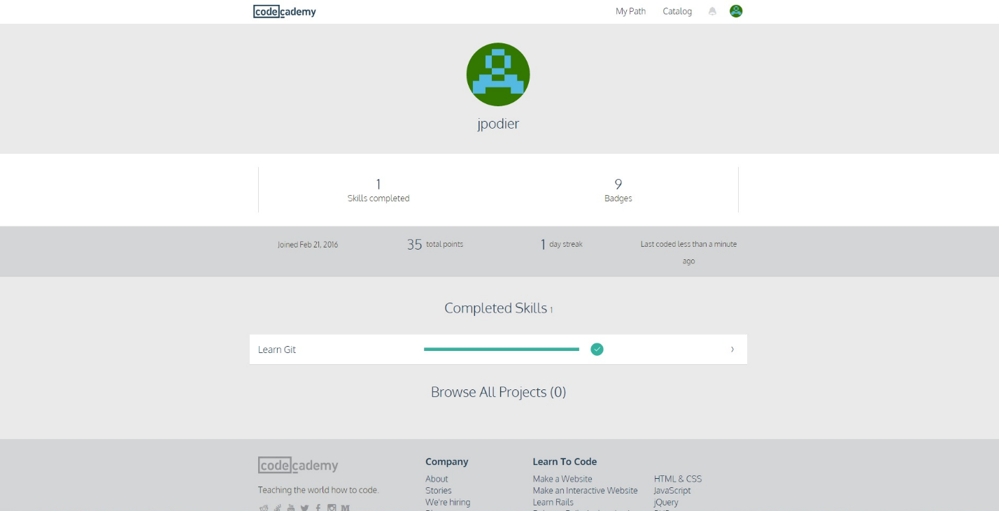 codecademy
My Path Catalog
jpodier
1 9
Skills completed Badges
Joined Feb 21, 2016 35 total points 1 day streak Last coded less than a minute
ago
Completed Skills 1
Learn Git
Browse All Projects (0)
codecademy Company Learn To Code
About Make a Website HTML & CSS
Teaching the world how to code. Stories Make an Interactive Website JavaScript
We're hiring Learn Rails jQuery